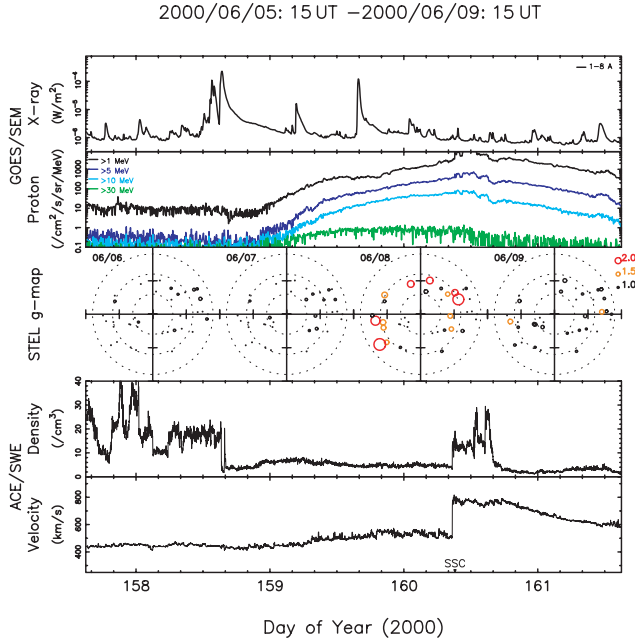 2000/06/05: 15 UT −2000/06/09: 15 UT
GOES/SEM
X-ray
(W/m²)
10⁻⁴
10⁻⁵
10⁻⁶
1-8 A
Proton
(/cm²/s/sr/MeV)
1000
100
10
1
0.1
>1 MeV
>5 MeV
>10 MeV
>30 MeV
STEL g-map
06/06 06/07 06/08 06/09
2.0
1.5
1.0
ACE/SWE
Density
(/cm³)
40
30
20
10
0
Velocity
(km/s)
800
600
400
SSC
158 159 160 161
Day of Year (2000)